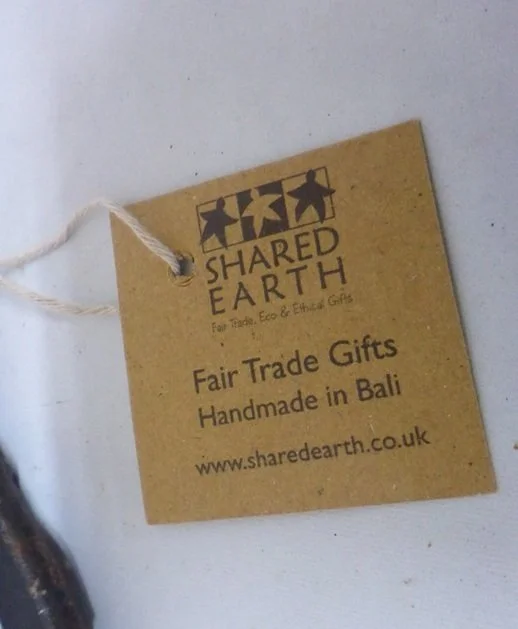 SHARED
EARTH
Fair Trade, Eco & Ethical Gifts
Fair Trade Gifts
Handmade in Bali
www.sharedearth.co.uk